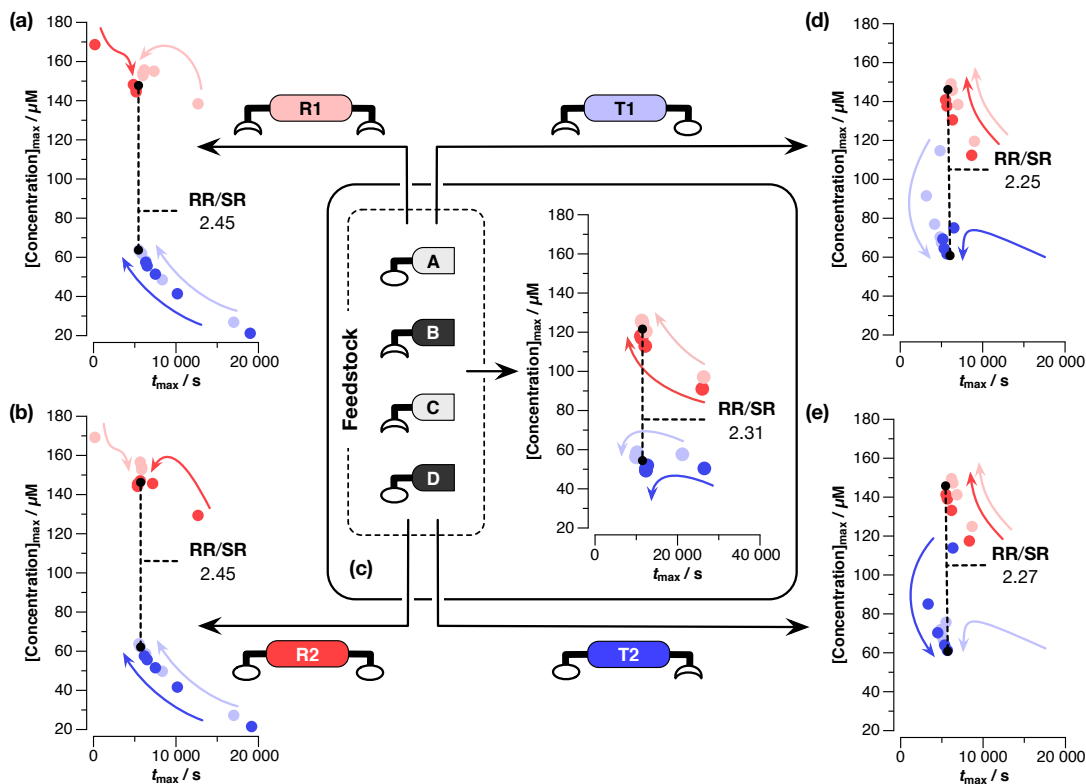 (a)
180
160
140
120
100
80
60
40
20
[Concentration]max / µM
RR/SR
2.45
0
10 000
20 000
tmax / s
R1
T1
(d)
180
160
140
120
100
80
60
40
20
[Concentration]max / µM
RR/SR
2.25
0
10 000
20 000
tmax / s
Feedstock
A
B
C
D
(c)
180
160
140
120
100
80
60
40
20
[Concentration]max / µM
RR/SR
2.31
0
20 000
40 000
tmax / s
(b)
180
160
140
120
100
80
60
40
20
[Concentration]max / µM
RR/SR
2.45
0
10 000
20 000
tmax / s
R2
T2
(e)
180
160
140
120
100
80
60
40
20
[Concentration]max / µM
RR/SR
2.27
0
10 000
20 000
tmax / s